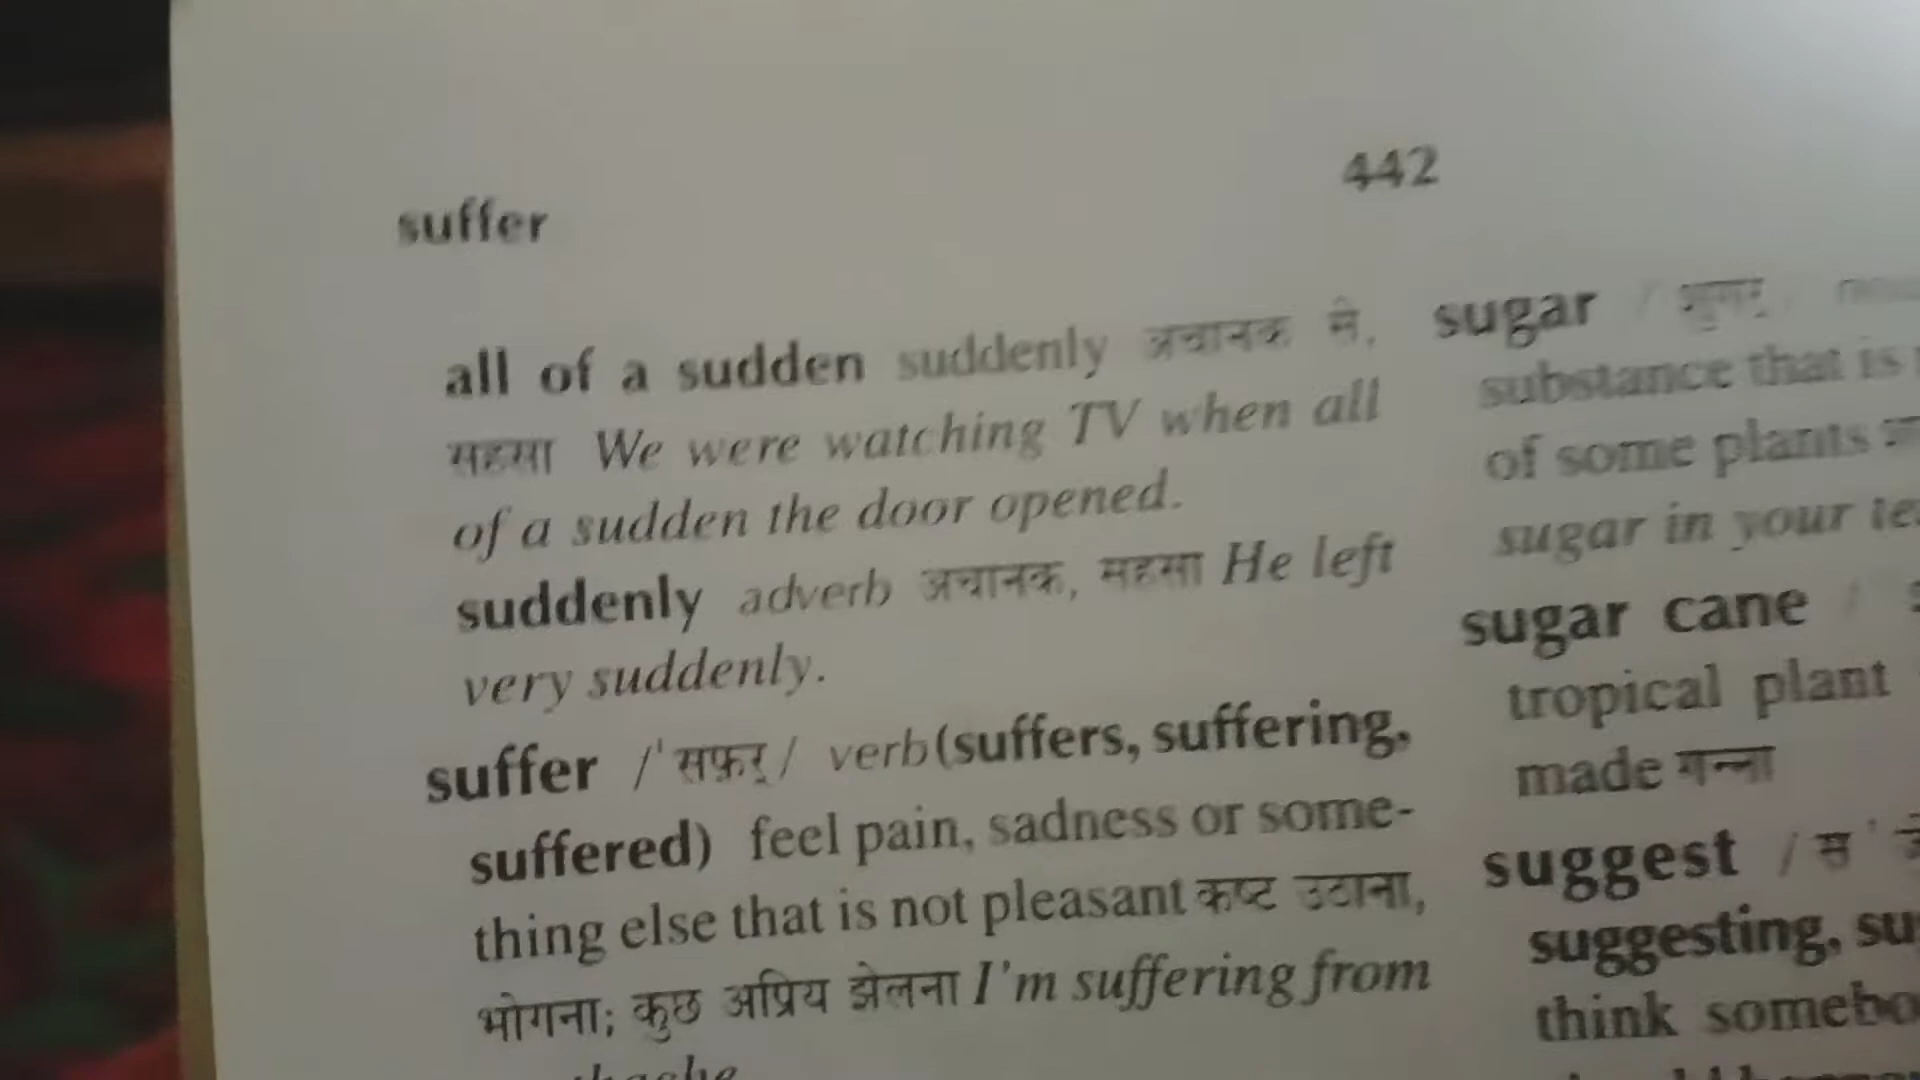 suffer
442
all of a sudden suddenly अचानक से,
सहसा We were watching TV when all
of a sudden the door opened.
suddenly adverb अचानक, सहसा He left
very suddenly.
suffer /'सफ़र्/ verb(suffers, suffering,
suffered) feel pain, sadness or some-
thing else that is not pleasant कष्ट उठाना,
भोगना; कुछ अप्रिय झेलना I'm suffering from
sugar / शुगर्
substance that is
of some plants
sugar in your
sugar cane /
tropical plant
made गन्ना
suggest / स '
suggesting,
think